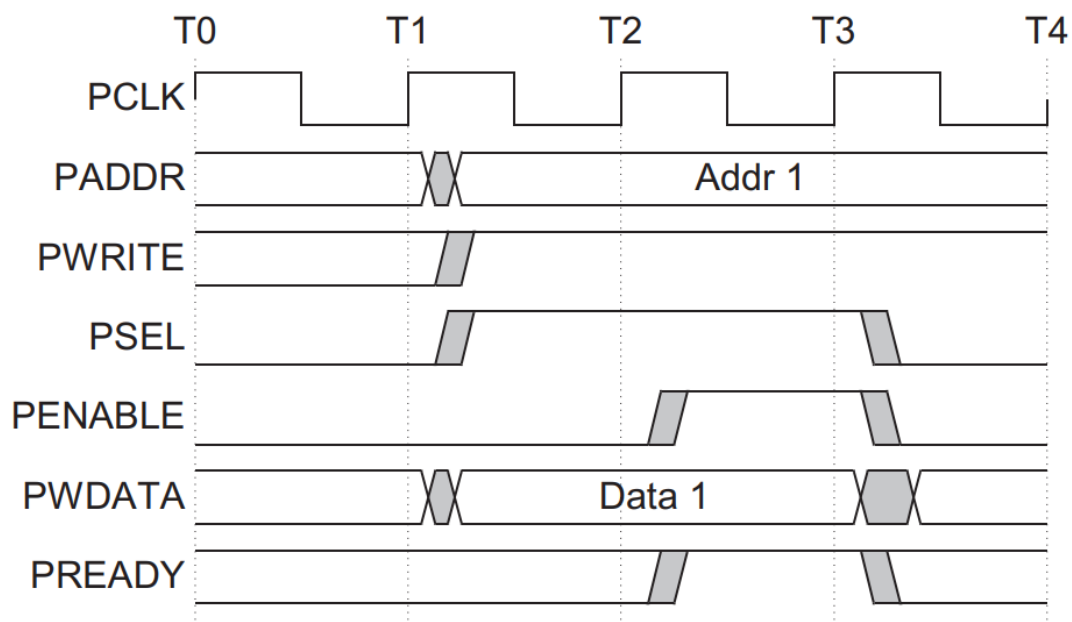 T0 T1 T2 T3 T4
PCLK
PADDR Addr 1
PWRITE
PSEL
PENABLE
PWDATA Data 1
PREADY